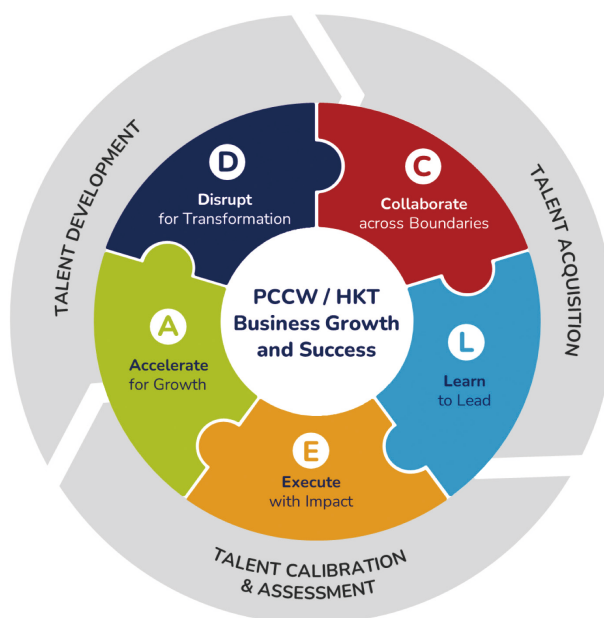 TALENT DEVELOPMENT
TALENT ACQUISITION
TALENT CALIBRATION
& ASSESSMENT
D
Disrupt
for Transformation
C
Collaborate
across Boundaries
L
Learn
to Lead
E
Execute
with Impact
A
Accelerate
for Growth
PCCW / HKT
Business Growth
and Success